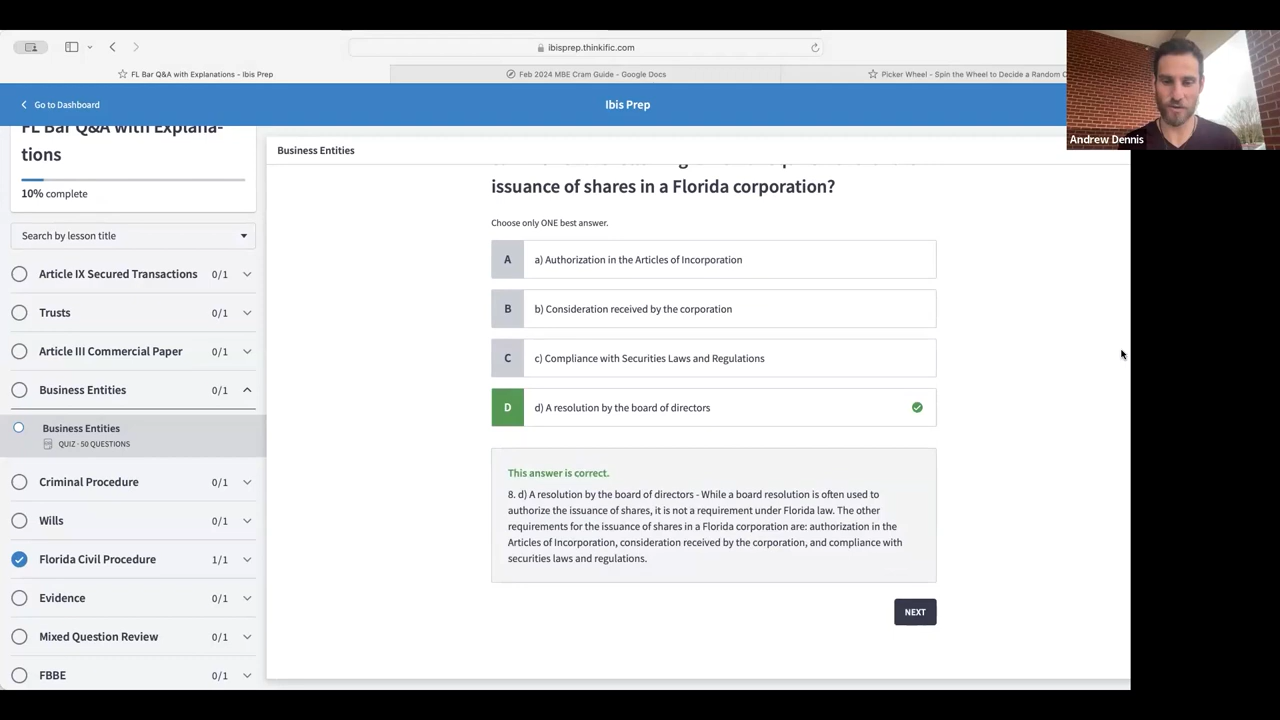 ibisprep.thinkific.com
FL Bar Q&A with Explanations - Ibis Prep
Feb 2024 MBE Cram Guide - Google Docs
Picker Wheel - Spin the Wheel to Decide a Random
Go to Dashboard
Ibis Prep
Andrew Dennis
FL Bar Q&A with Explana-
tions
10% complete
Search by lesson title
Article IX Secured Transactions 0/1
Trusts 0/1
Article III Commercial Paper 0/1
Business Entities 0/1
Business Entities
QUIZ · 50 QUESTIONS
Criminal Procedure 0/1
Wills 0/1
Florida Civil Procedure 1/1
Evidence 0/1
Mixed Question Review 0/1
FBBE 0/1
Business Entities
issuance of shares in a Florida corporation?
Choose only ONE best answer.
A a) Authorization in the Articles of Incorporation
B b) Consideration received by the corporation
C c) Compliance with Securities Laws and Regulations
D d) A resolution by the board of directors
This answer is correct.
8. d) A resolution by the board of directors - While a board resolution is often used to
authorize the issuance of shares, it is not a requirement under Florida law. The other
requirements for the issuance of shares in a Florida corporation are: authorization in the
Articles of Incorporation, consideration received by the corporation, and compliance with
securities laws and regulations.
NEXT